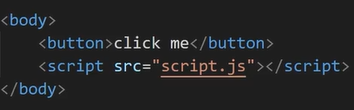 <body>
    <button>click me</button>
    <script src="script.js"></script>
</body>